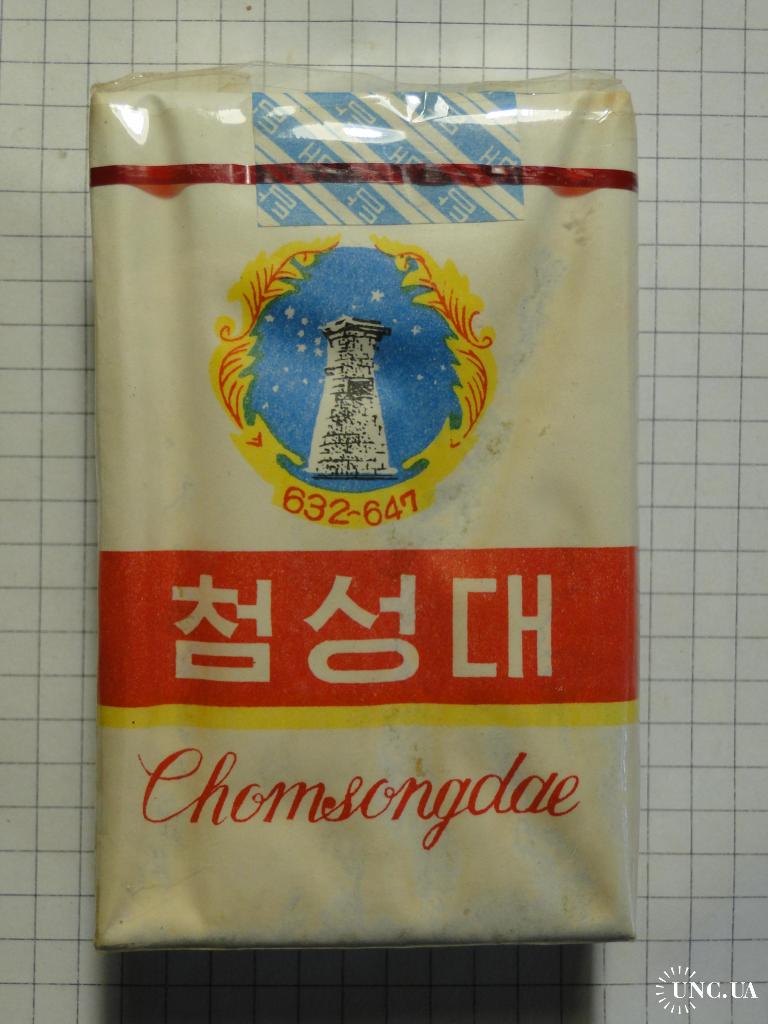 632-647
첨성대
Chomsongdae
UNC.UA